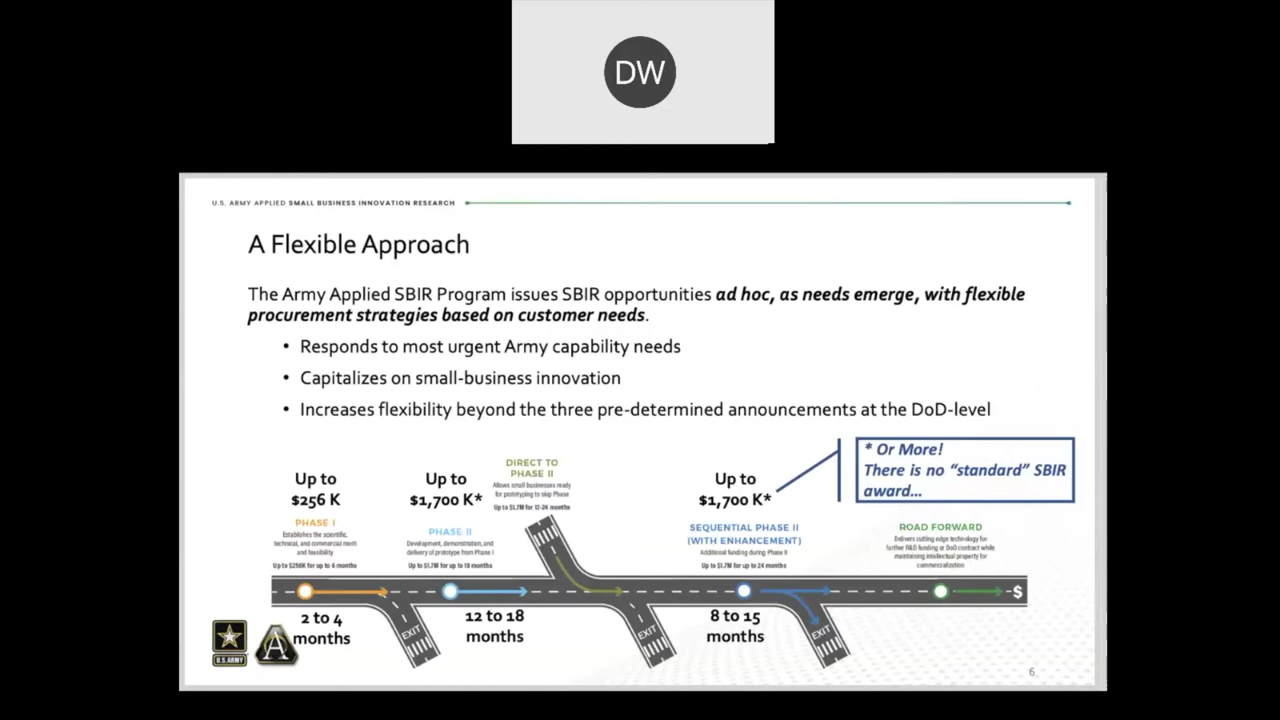 DW
U.S. ARMY APPLIED SMALL BUSINESS INNOVATION RESEARCH
A Flexible Approach
The Army Applied SBIR Program issues SBIR opportunities ad hoc, as needs emerge, with flexible
procurement strategies based on customer needs.
• Responds to most urgent Army capability needs
• Capitalizes on small-business innovation
• Increases flexibility beyond the three pre-determined announcements at the DoD-level
Up to
$256 K
PHASE I
Establishes the scientific,
technical, and commercial merit
and feasibility
Up to $256K for up to 6 months
2 to 4
months
Up to
$1,700 K*
PHASE II
Development, demonstration, and
delivery of prototype from Phase I
Up to $1.7M for up to 18 months
12 to 18
months
DIRECT TO
PHASE II
Allows small businesses ready
for prototyping to skip Phase
Up to $1.7M for 12-24 months
Up to
$1,700 K*
SEQUENTIAL PHASE II
(WITH ENHANCEMENT)
Additional funding during Phase II
Up to $1.7M for up to 24 months
8 to 15
months
* Or More!
There is no “standard” SBIR
award...
ROAD FORWARD
Delivers cutting edge technology for
further R&D funding or DoD contract while
maintaining intellectual property for
commercialization
$
EXIT
EXIT
EXIT
U.S.ARMY
A
6